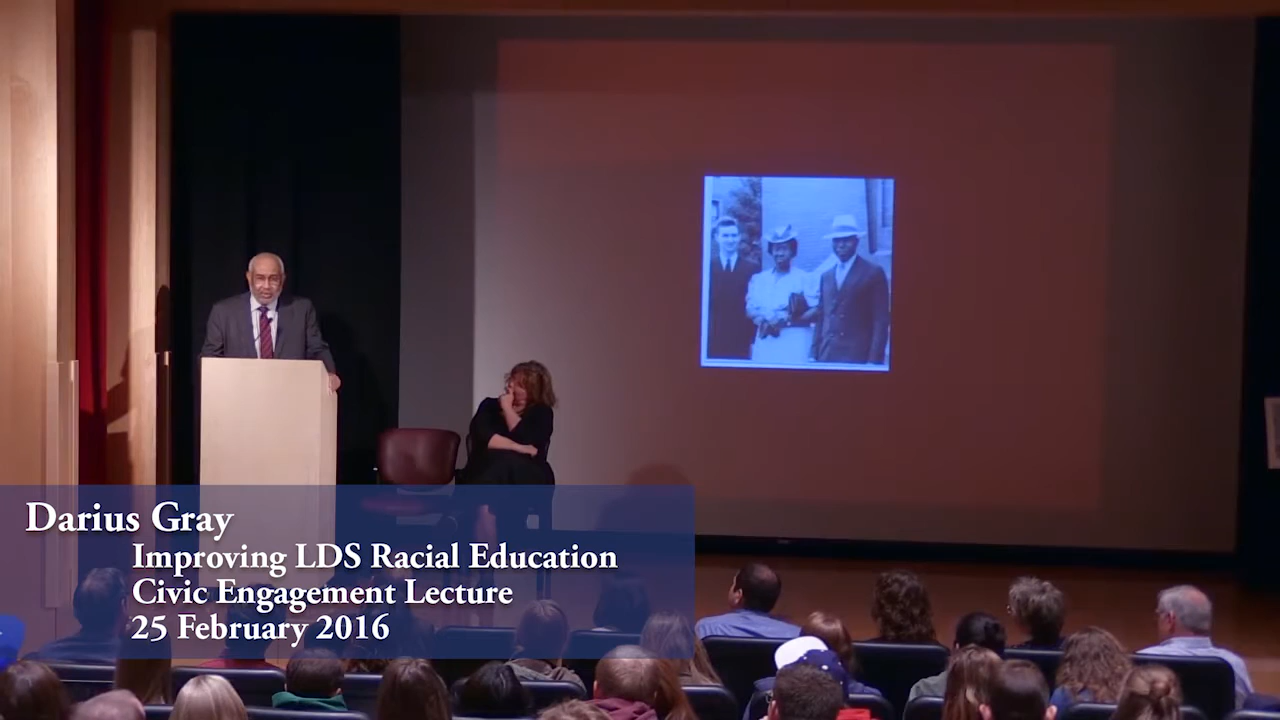 Darius Gray
Improving LDS Racial Education
Civic Engagement Lecture
25 February 2016